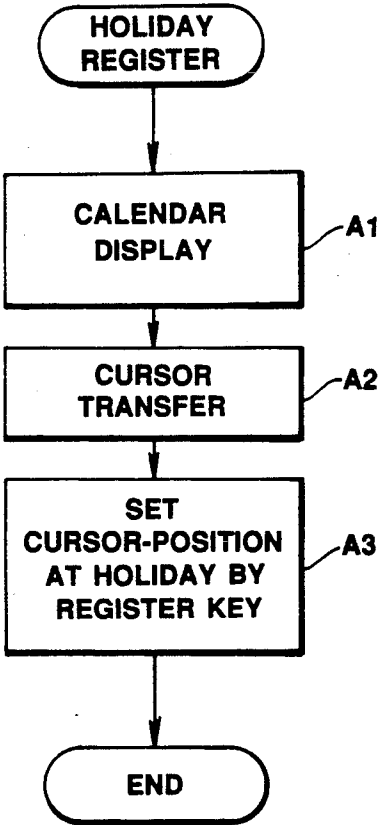 HOLIDAY
REGISTER
CALENDAR
DISPLAY
A1
CURSOR
TRANSFER
A2
SET
CURSOR-POSITION
AT HOLIDAY BY
REGISTER KEY
A3
END